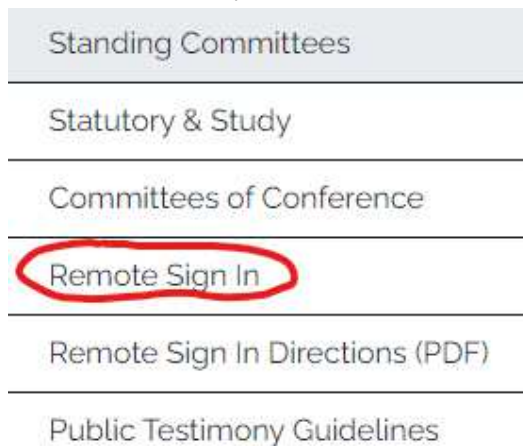 Standing Committees
Statutory & Study
Committees of Conference
Remote Sign In
Remote Sign In Directions (PDF)
Public Testimony Guidelines